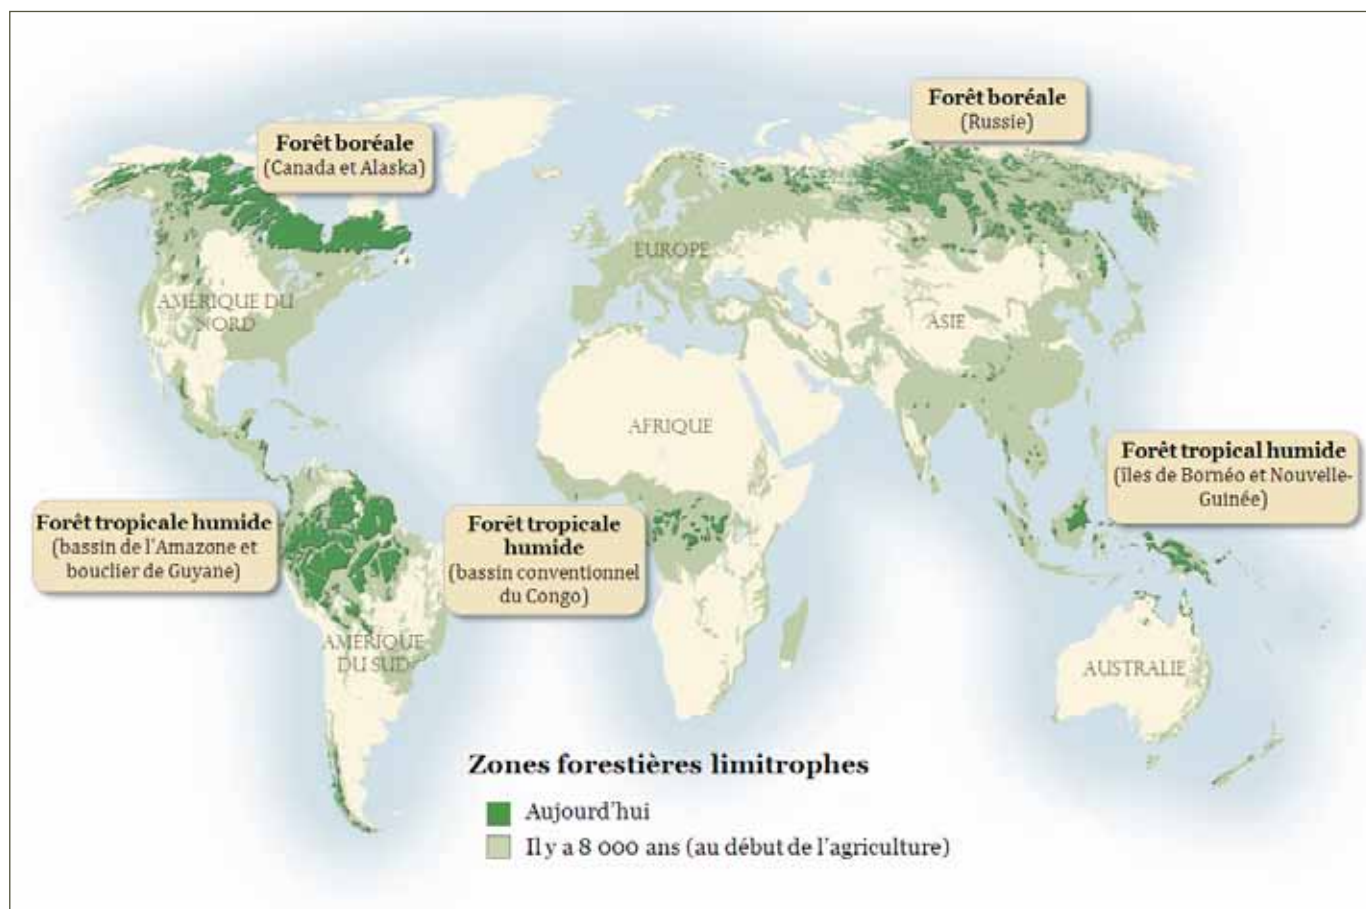 Forêt boréale
(Russie)
Forêt boréale
(Canada et Alaska)
EUROPE
AMÉRIQUE DU
NORD
ASIE
AFRIQUE
Forêt tropical humide
(îles de Bornéo et Nouvelle-
Guinée)
Forêt tropicale humide
(bassin de l'Amazone et
bouclier de Guyane)
Forêt tropicale
humide
(bassin conventionnel
du Congo)
AMÉRIQUE
DU SUD
AUSTRALIE
Zones forestières limitrophes
Aujourd'hui
Il y a 8 000 ans (au début de l'agriculture)